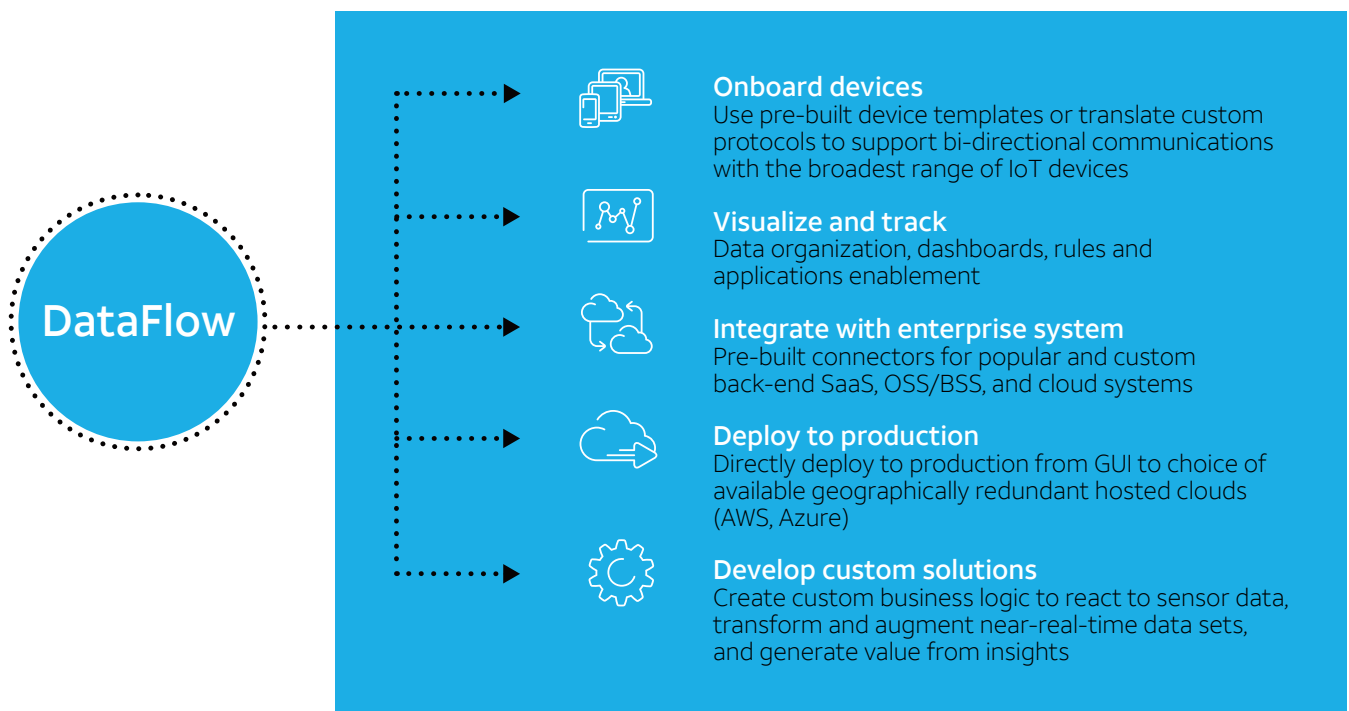 DataFlow
Onboard devices
Use pre-built device templates or translate custom
protocols to support bi-directional communications
with the broadest range of IoT devices
Visualize and track
Data organization, dashboards, rules and
applications enablement
Integrate with enterprise system
Pre-built connectors for popular and custom
back-end SaaS, OSS/BSS, and cloud systems
Deploy to production
Directly deploy to production from GUI to choice of
available geographically redundant hosted clouds
(AWS, Azure)
Develop custom solutions
Create custom business logic to react to sensor data,
transform and augment near-real-time data sets,
and generate value from insights